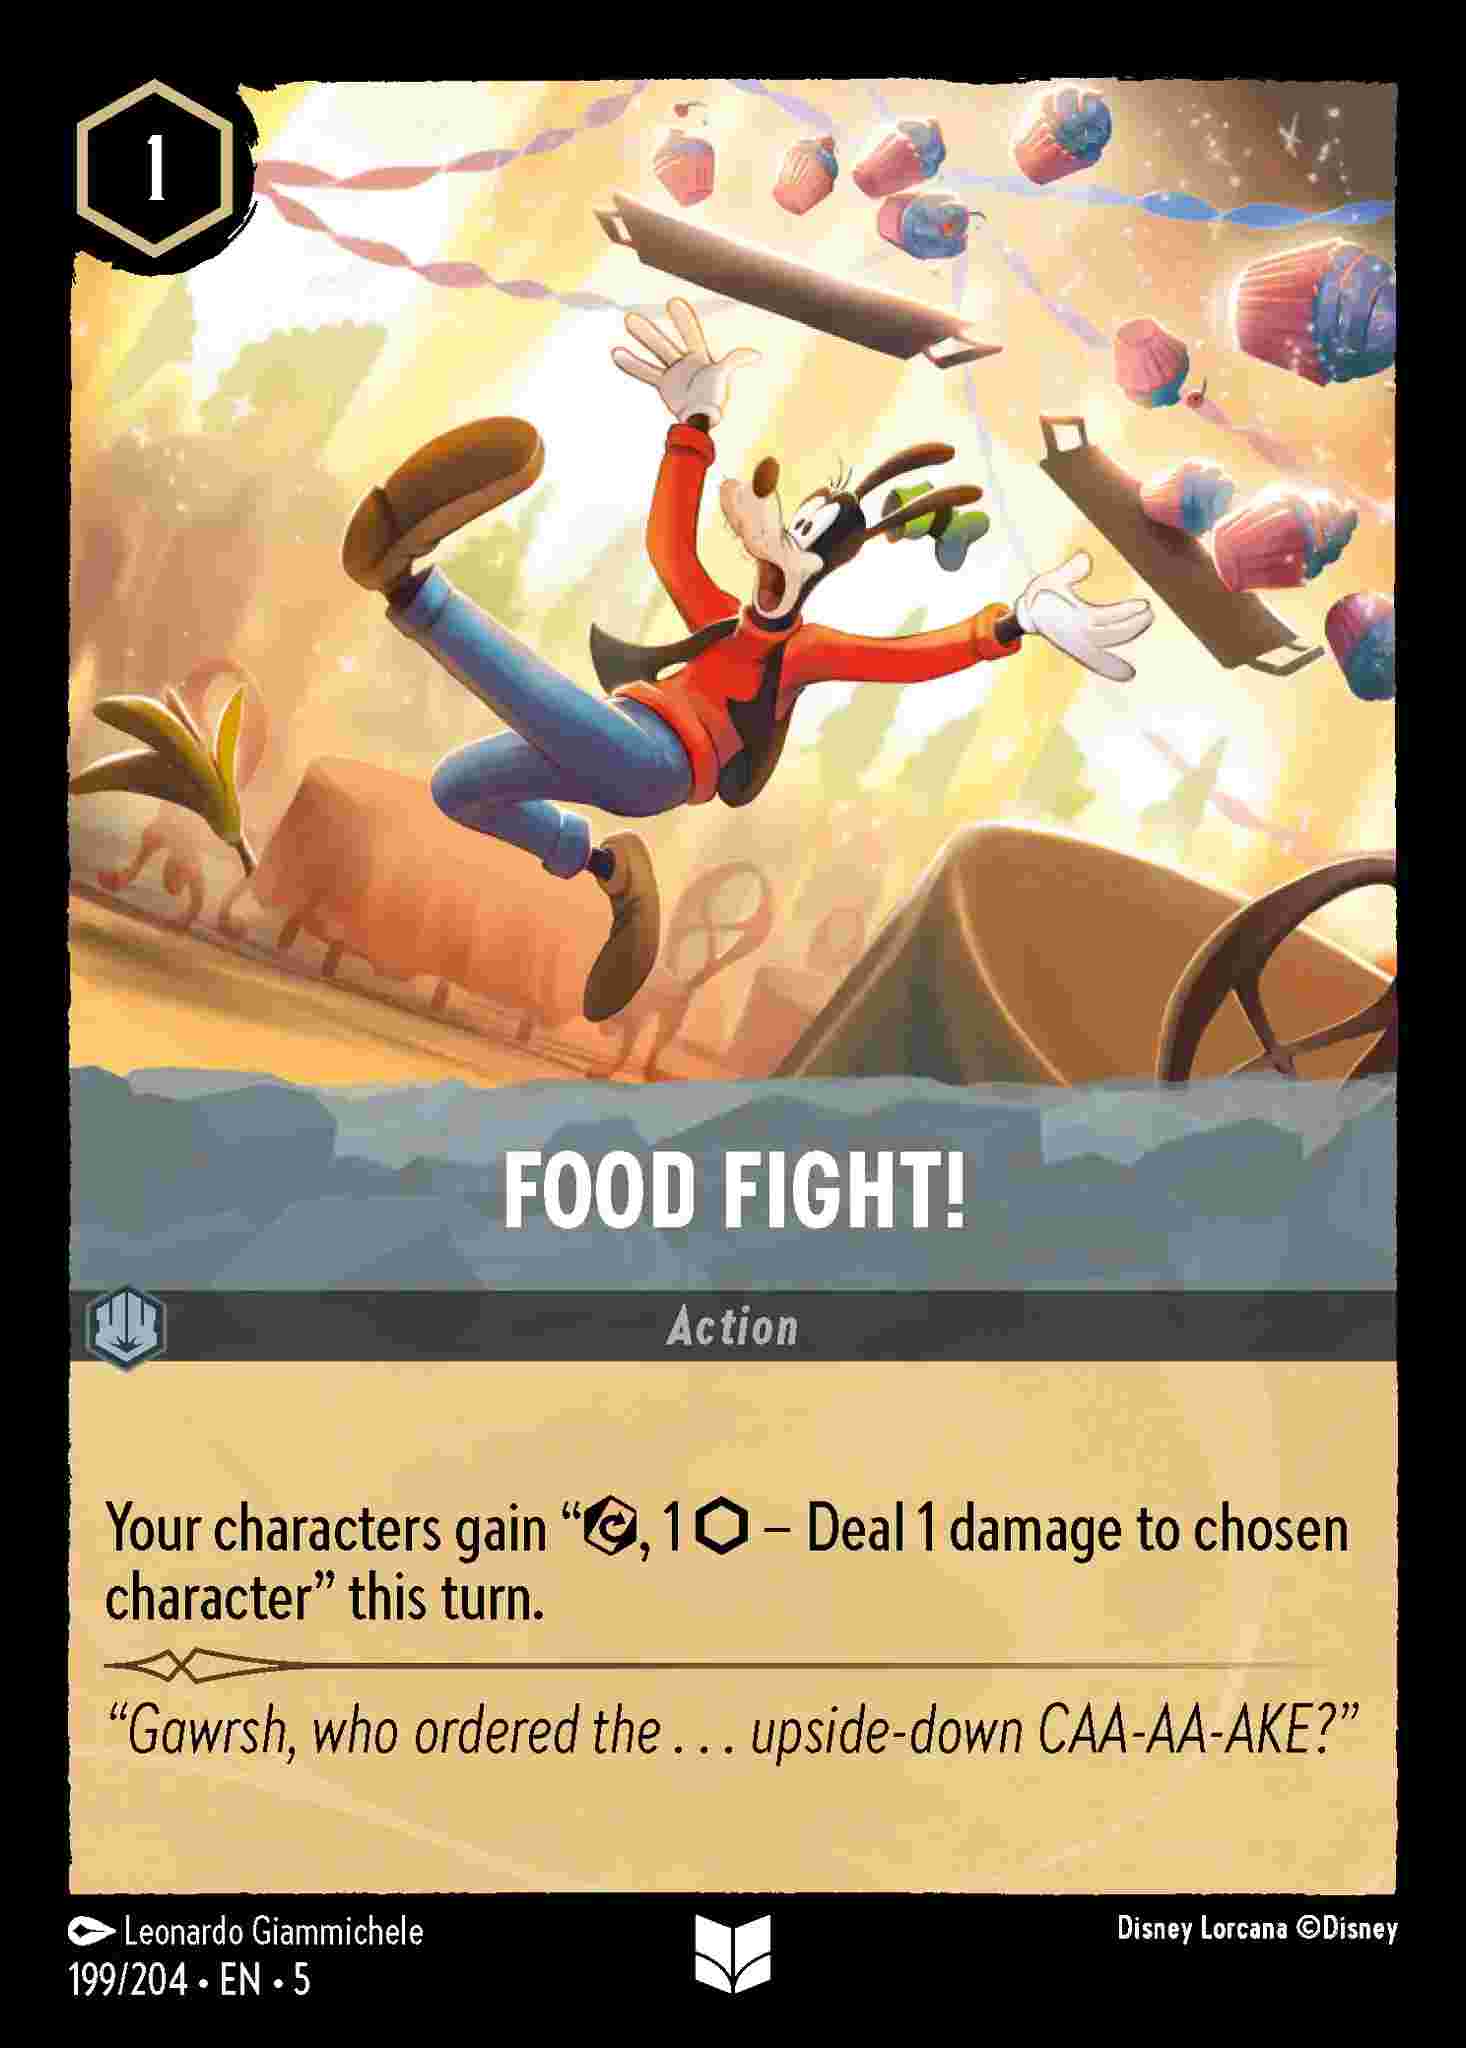 1
FOOD FIGHT!
Action
Your characters gain “⟳, 1 ⬡ – Deal 1 damage to chosen
character” this turn.
“Gawrsh, who ordered the . . . upside-down CAA-AA-AKE?”
Leonardo Giammichele
199/204 • EN • 5
Disney Lorcana ©Disney